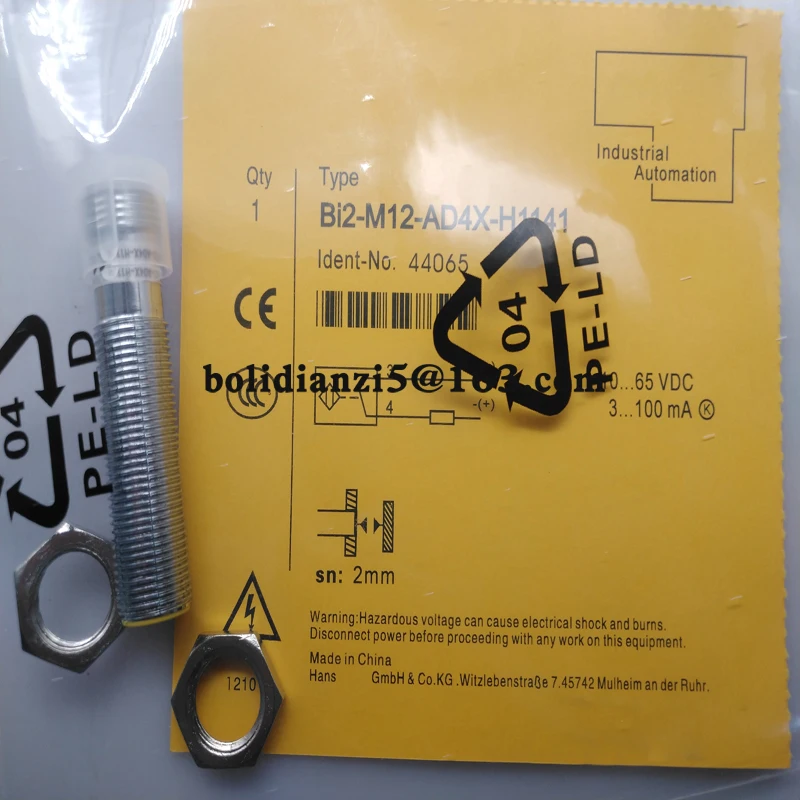 Industrial
Automation
Qty
1
Type
Bi2-M12-AD4X-H1141
Ident-No. 44065
CE
04
PE-LD
bolidianzi5@163.com
3
4
-(+)
0...65 VDC
3...100 mA K
04
PE-LD
sn: 2mm
Warning:Hazardous voltage can cause electrical shock and burns.
Disconnect power before proceeding with any work on this equipment.
Made in China
Hans GmbH & Co.KG .Witzlebenstraße 7.45742 Mulheim an der Ruhr.
1210